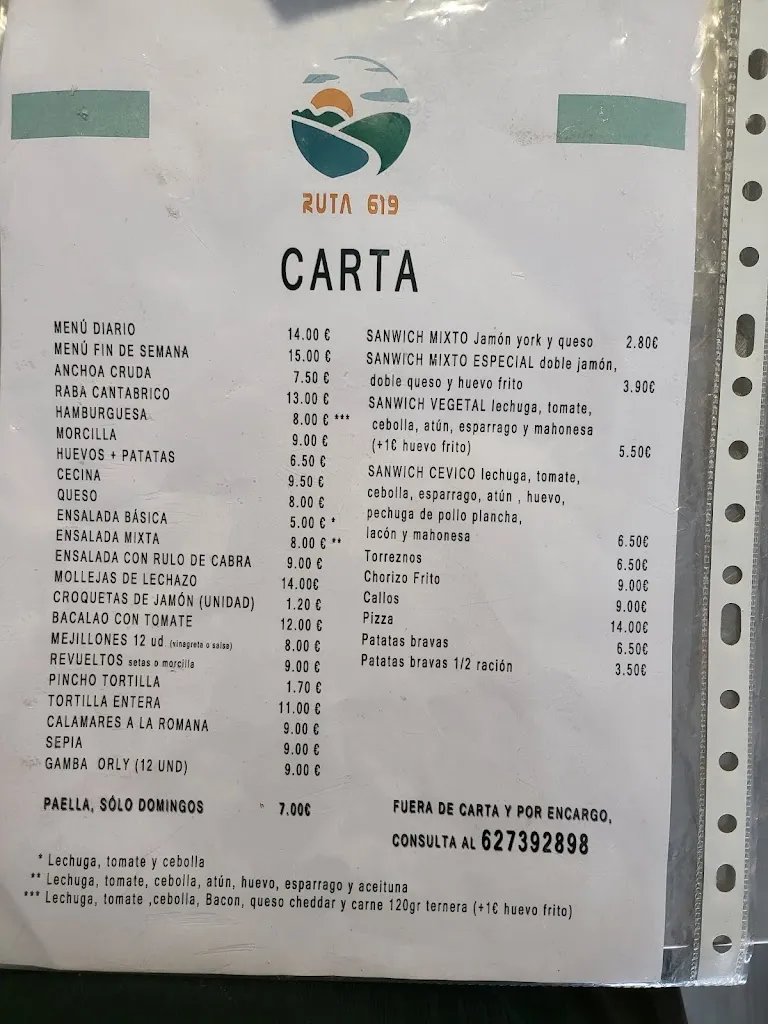 RUTA 619
CARTA
MENÚ DIARIO 14.00 €
MENÚ FIN DE SEMANA 15.00 €
ANCHOA CRUDA 7.50 €
RABA CANTABRICO 13.00 €
HAMBURGUESA 8.00 € ***
MORCILLA 9.00 €
HUEVOS + PATATAS 6.50 €
CECINA 9.50 €
QUESO 8.00 €
ENSALADA BÁSICA 5.00 € *
ENSALADA MIXTA 8.00 € **
ENSALADA CON RULO DE CABRA 9.00 €
MOLLEJAS DE LECHAZO 14.00€
CROQUETAS DE JAMÓN (UNIDAD) 1.20 €
BACALAO CON TOMATE 12.00 €
MEJILLONES 12 ud (vinagreta o salsa) 8.00 €
REVUELTOS setas o morcilla 9.00 €
PINCHO TORTILLA 1.70 €
TORTILLA ENTERA 11.00 €
CALAMARES A LA ROMANA 9.00 €
SEPIA 9.00 €
GAMBA ORLY (12 UND) 9.00 €
PAELLA, SÓLO DOMINGOS 7.00€
SANWICH MIXTO Jamón york y queso 2.80€
SANWICH MIXTO ESPECIAL doble jamón,
doble queso y huevo frito 3.90€
SANWICH VEGETAL lechuga, tomate,
cebolla, atún, esparrago y mahonesa
(+1€ huevo frito) 5.50€
SANWICH CEVICO lechuga, tomate,
cebolla, esparrago, atún , huevo,
pechuga de pollo plancha,
lacón y mahonesa 6.50€
Torreznos 6.50€
Chorizo Frito 9.00€
Callos 9.00€
Pizza 14.00€
Patatas bravas 6.50€
Patatas bravas 1/2 ración 3.50€
FUERA DE CARTA Y POR ENCARGO,
CONSULTA AL 627392898
* Lechuga, tomate y cebolla
** Lechuga, tomate, cebolla, atún, huevo, esparrago y aceituna
*** Lechuga, tomate ,cebolla, Bacon, queso cheddar y carne 120gr ternera (+1€ huevo frito)